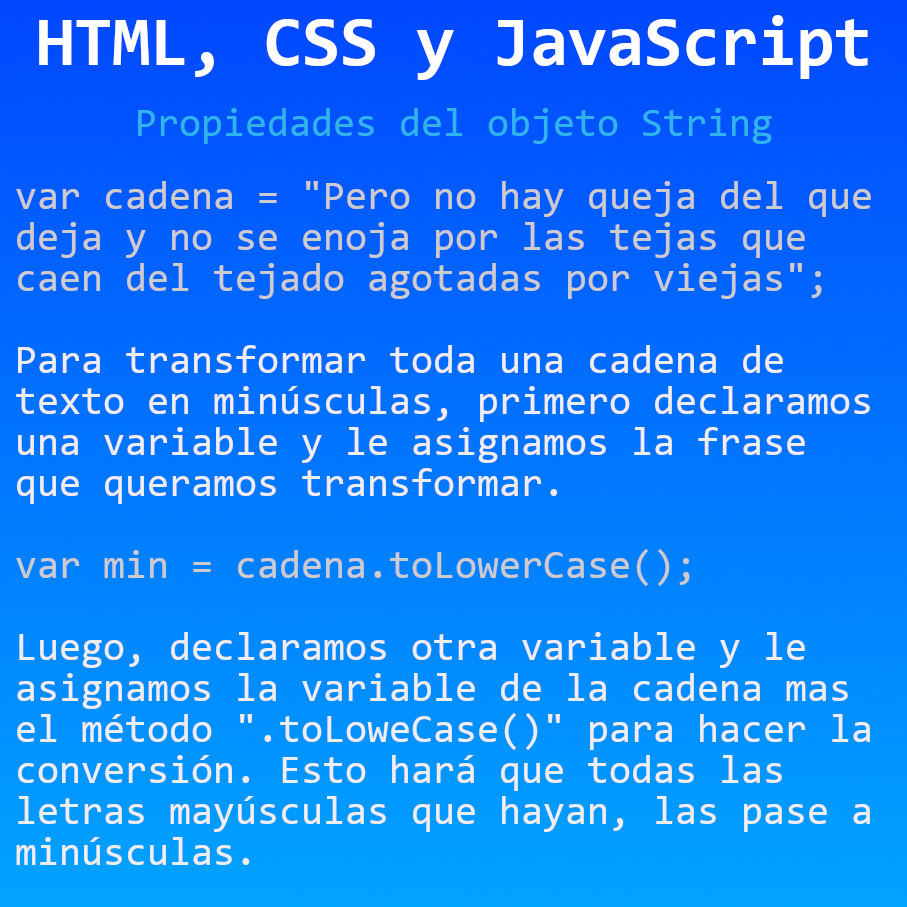 HTML, CSS y JavaScript
Propiedades del objeto String
var cadena = "Pero no hay queja del que
deja y no se enoja por las tejas que
caen del tejado agotadas por viejas";
Para transformar toda una cadena de
texto en minúsculas, primero declaramos
una variable y le asignamos la frase
que queramos transformar.
var min = cadena.toLowerCase();
Luego, declaramos otra variable y le
asignamos la variable de la cadena mas
el método ".toLoweCase()" para hacer la
conversión. Esto hará que todas las
letras mayúsculas que hayan, las pase a
minúsculas.